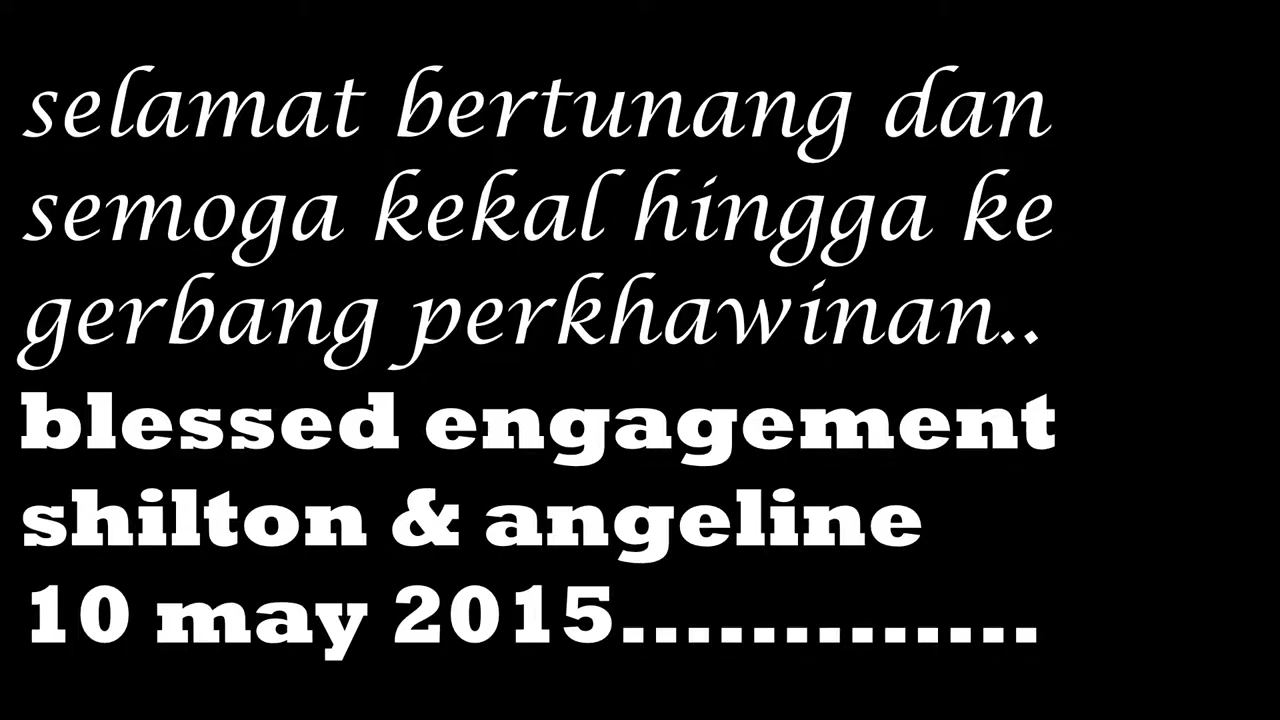 selamat bertunang dan
semoga kekal hingga ke
gerbang perkhawinan..
blessed engagement
shilton & angeline
10 may 2015.............